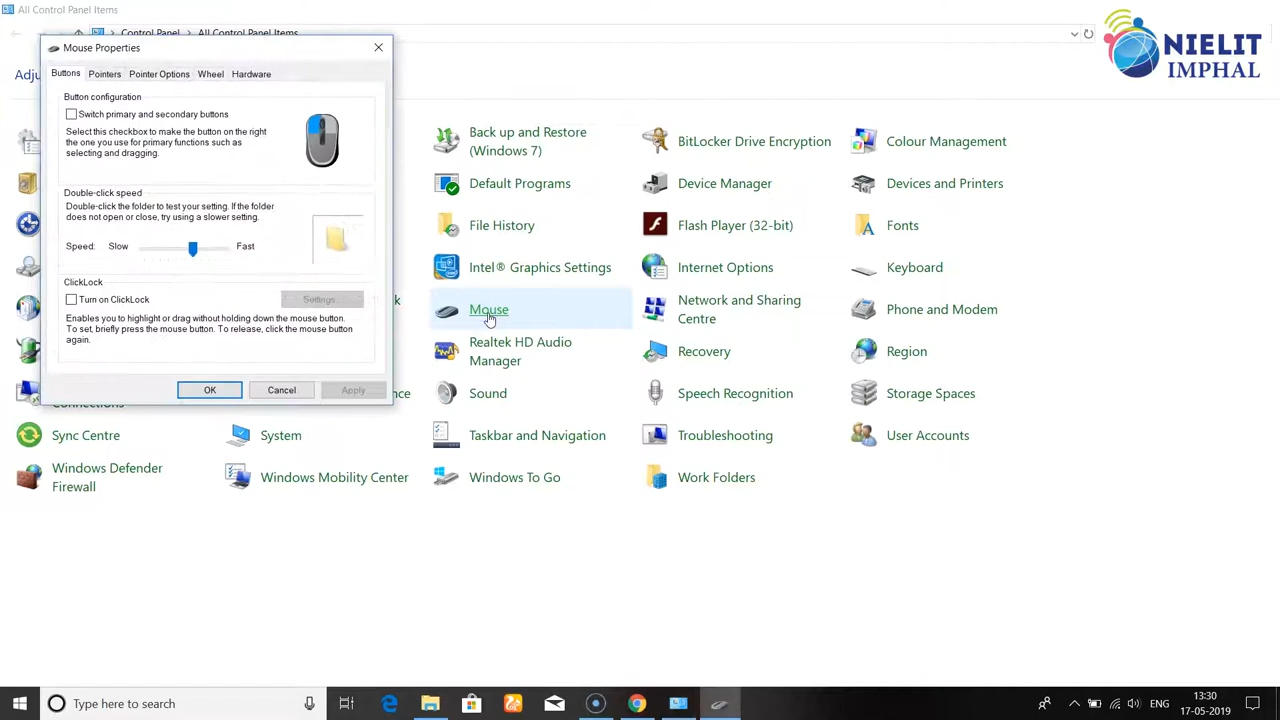 All Control Panel Items
Control Panel
All Control Panel Items
NIELIT
IMPHAL
Adju
Mouse Properties
Buttons
Pointers
Pointer Options
Wheel
Hardware
Button configuration
Switch primary and secondary buttons
Select this checkbox to make the button on the right
the one you use for primary functions such as
selecting and dragging.
Double-click speed
Double-click the folder to test your setting. If the folder
does not open or close, try using a slower setting.
Speed: Slow Fast
ClickLock
Turn on ClickLock
Settings...
Enables you to highlight or drag without holding down the mouse button.
To set, briefly press the mouse button. To release, click the mouse button
again.
OK
Cancel
Apply
Back up and Restore
(Windows 7)
BitLocker Drive Encryption
Colour Management
Default Programs
Device Manager
Devices and Printers
File History
Flash Player (32-bit)
Fonts
Intel® Graphics Settings
Internet Options
Keyboard
Mouse
Network and Sharing
Centre
Phone and Modem
Realtek HD Audio
Manager
Recovery
Region
Sound
Speech Recognition
Storage Spaces
Sync Centre
System
Taskbar and Navigation
Troubleshooting
User Accounts
Windows Defender
Firewall
Windows Mobility Center
Windows To Go
Work Folders
Type here to search
ENG
13:30
17-05-2019